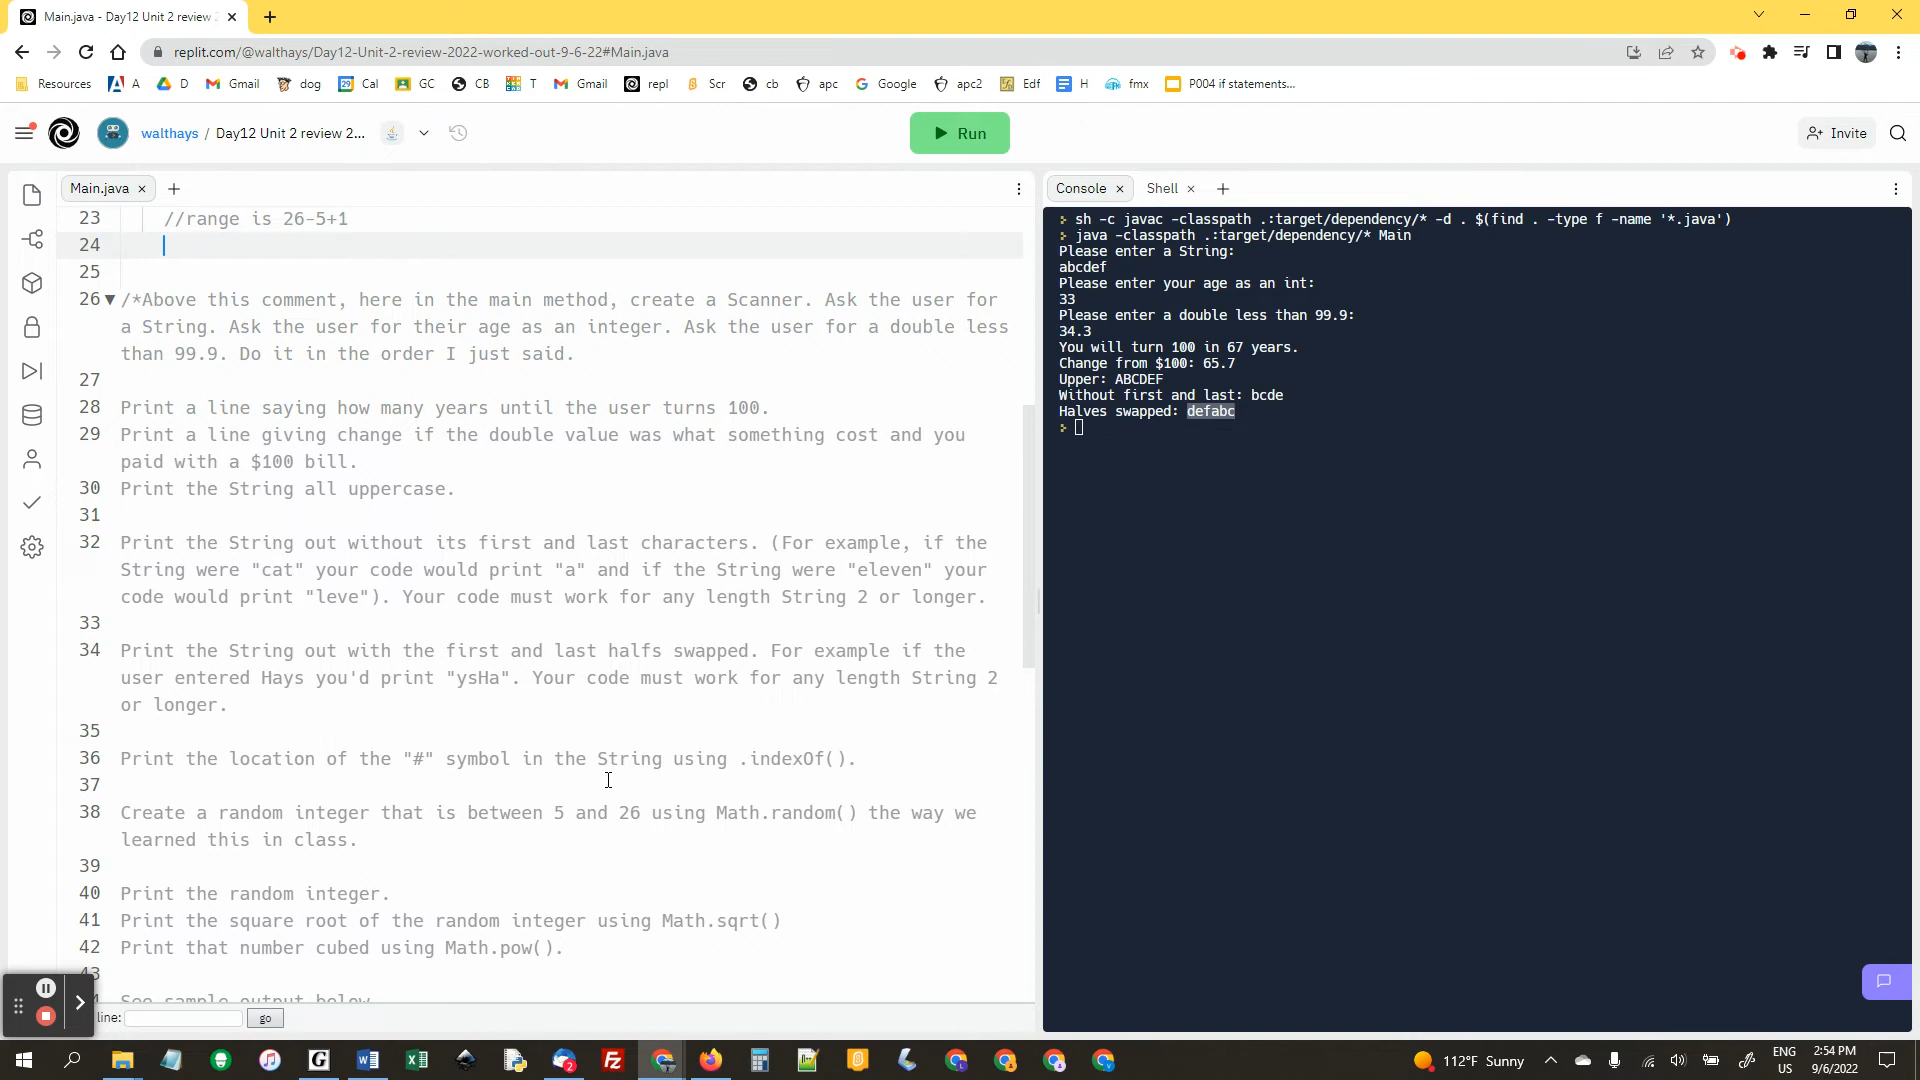 Main.java - Day12 Unit 2 review
replit.com/@walthays/Day12-Unit-2-review-2022-worked-out-9-6-22#Main.java
Resources A D Gmail dog Cal GC CB T Gmail repl Scr cb apc Google apc2 Edf H fmx P004 if statements...
walthays / Day12 Unit 2 review 2... Run Invite
Main.java
23 //range is 26-5+1
24
25
26 /*Above this comment, here in the main method, create a Scanner. Ask the user for
a String. Ask the user for their age as an integer. Ask the user for a double less
than 99.9. Do it in the order I just said.
27
28 Print a line saying how many years until the user turns 100.
29 Print a line giving change if the double value was what something cost and you
paid with a $100 bill.
30 Print the String all uppercase.
31
32 Print the String out without its first and last characters. (For example, if the
String were "cat" your code would print "a" and if the String were "eleven" your
code would print "leve"). Your code must work for any length String 2 or longer.
33
34 Print the String out with the first and last halfs swapped. For example if the
user entered Hays you'd print "ysHa". Your code must work for any length String 2
or longer.
35
36 Print the location of the "#" symbol in the String using .indexOf().
37
38 Create a random integer that is between 5 and 26 using Math.random() the way we
learned this in class.
39
40 Print the random integer.
41 Print the square root of the random integer using Math.sqrt()
42 Print that number cubed using Math.pow().
43
See sample output below
line: go
Console Shell
sh -c javac -classpath .:target/dependency/* -d . $(find . -type f -name '*.java')
java -classpath .:target/dependency/* Main
Please enter a String:
abcdef
Please enter your age as an int:
33
Please enter a double less than 99.9:
34.3
You will turn 100 in 67 years.
Change from $100: 65.7
Upper: ABCDEF
Without first and last: bcde
Halves swapped: defabc
112°F Sunny
ENG
US
2:54 PM
9/6/2022